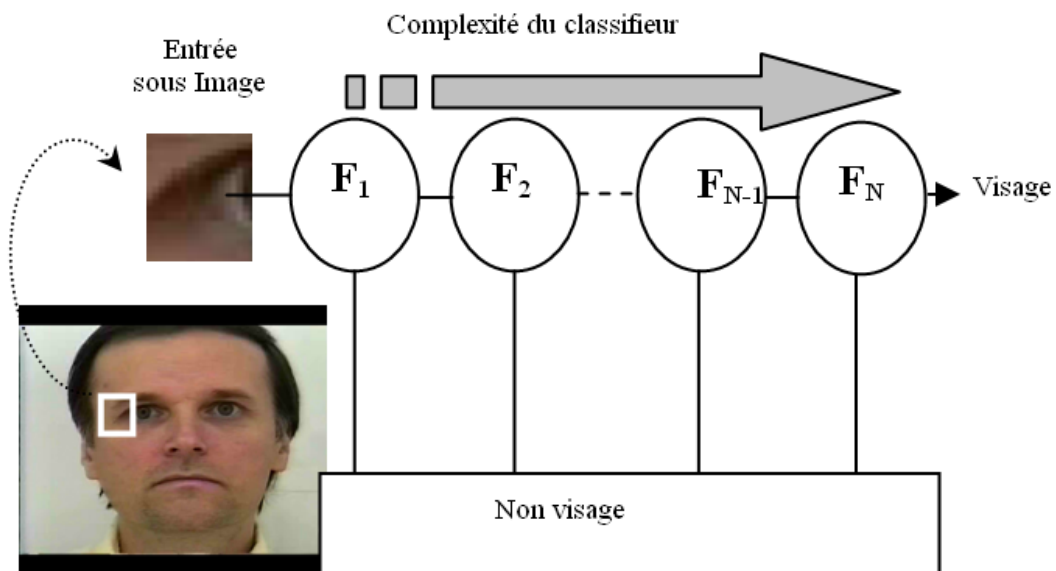 Complexité du classifieur
Entrée
sous Image
F1
F2
FN-1
FN
Visage
Non visage